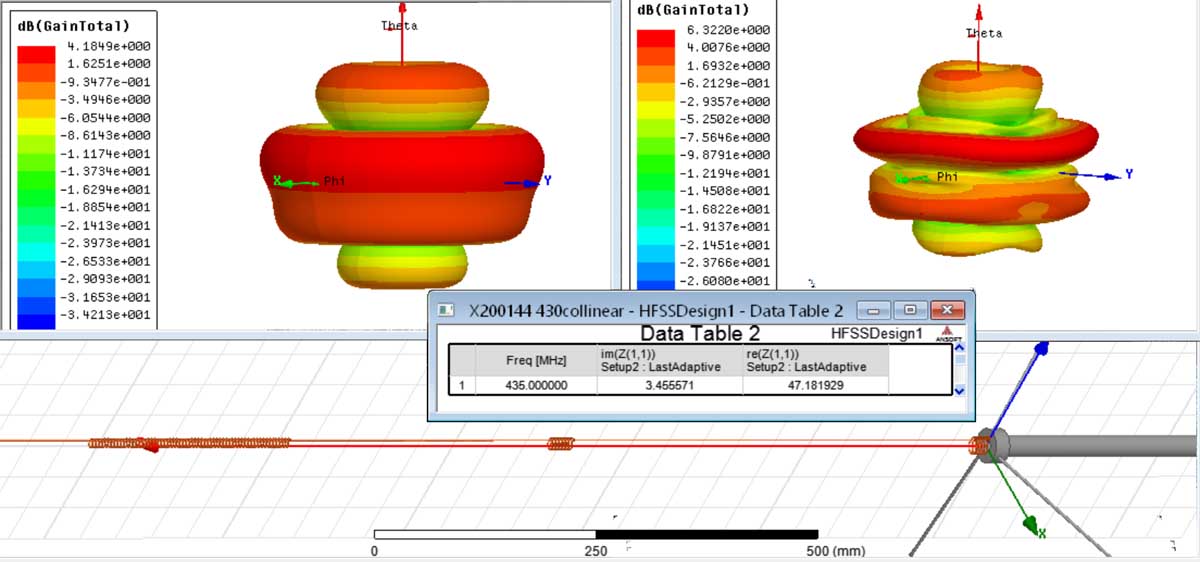 dB(GainTotal)
4.1849e+000
1.6251e+000
-9.3477e-001
-3.4946e+000
-6.0544e+000
-8.6143e+000
-1.1174e+001
-1.3734e+001
-1.6294e+001
-1.8854e+001
-2.1413e+001
-2.3973e+001
-2.6533e+001
-2.9093e+001
-3.1653e+001
-3.4213e+001
Theta
X
Phi
Y
dB(GainTotal)
6.3220e+000
4.0076e+000
1.6932e+000
-6.2129e-001
-2.9357e+000
-5.2502e+000
-7.5646e+000
-9.8791e+000
-1.2194e+001
-1.4508e+001
-1.6822e+001
-1.9137e+001
-2.1451e+001
-2.3766e+001
-2.6080e+001
Theta
Phi
Y
X200144 430collinear - HFSSDesign1 - Data Table 2
Data Table 2
HFSSDesign1
ANSOFT
Freq [MHz]
im(Z(1,1))
Setup2 : LastAdaptive
re(Z(1,1))
Setup2 : LastAdaptive
1 435.000000 3.455571 47.181929
X
0 250 500 (mm)